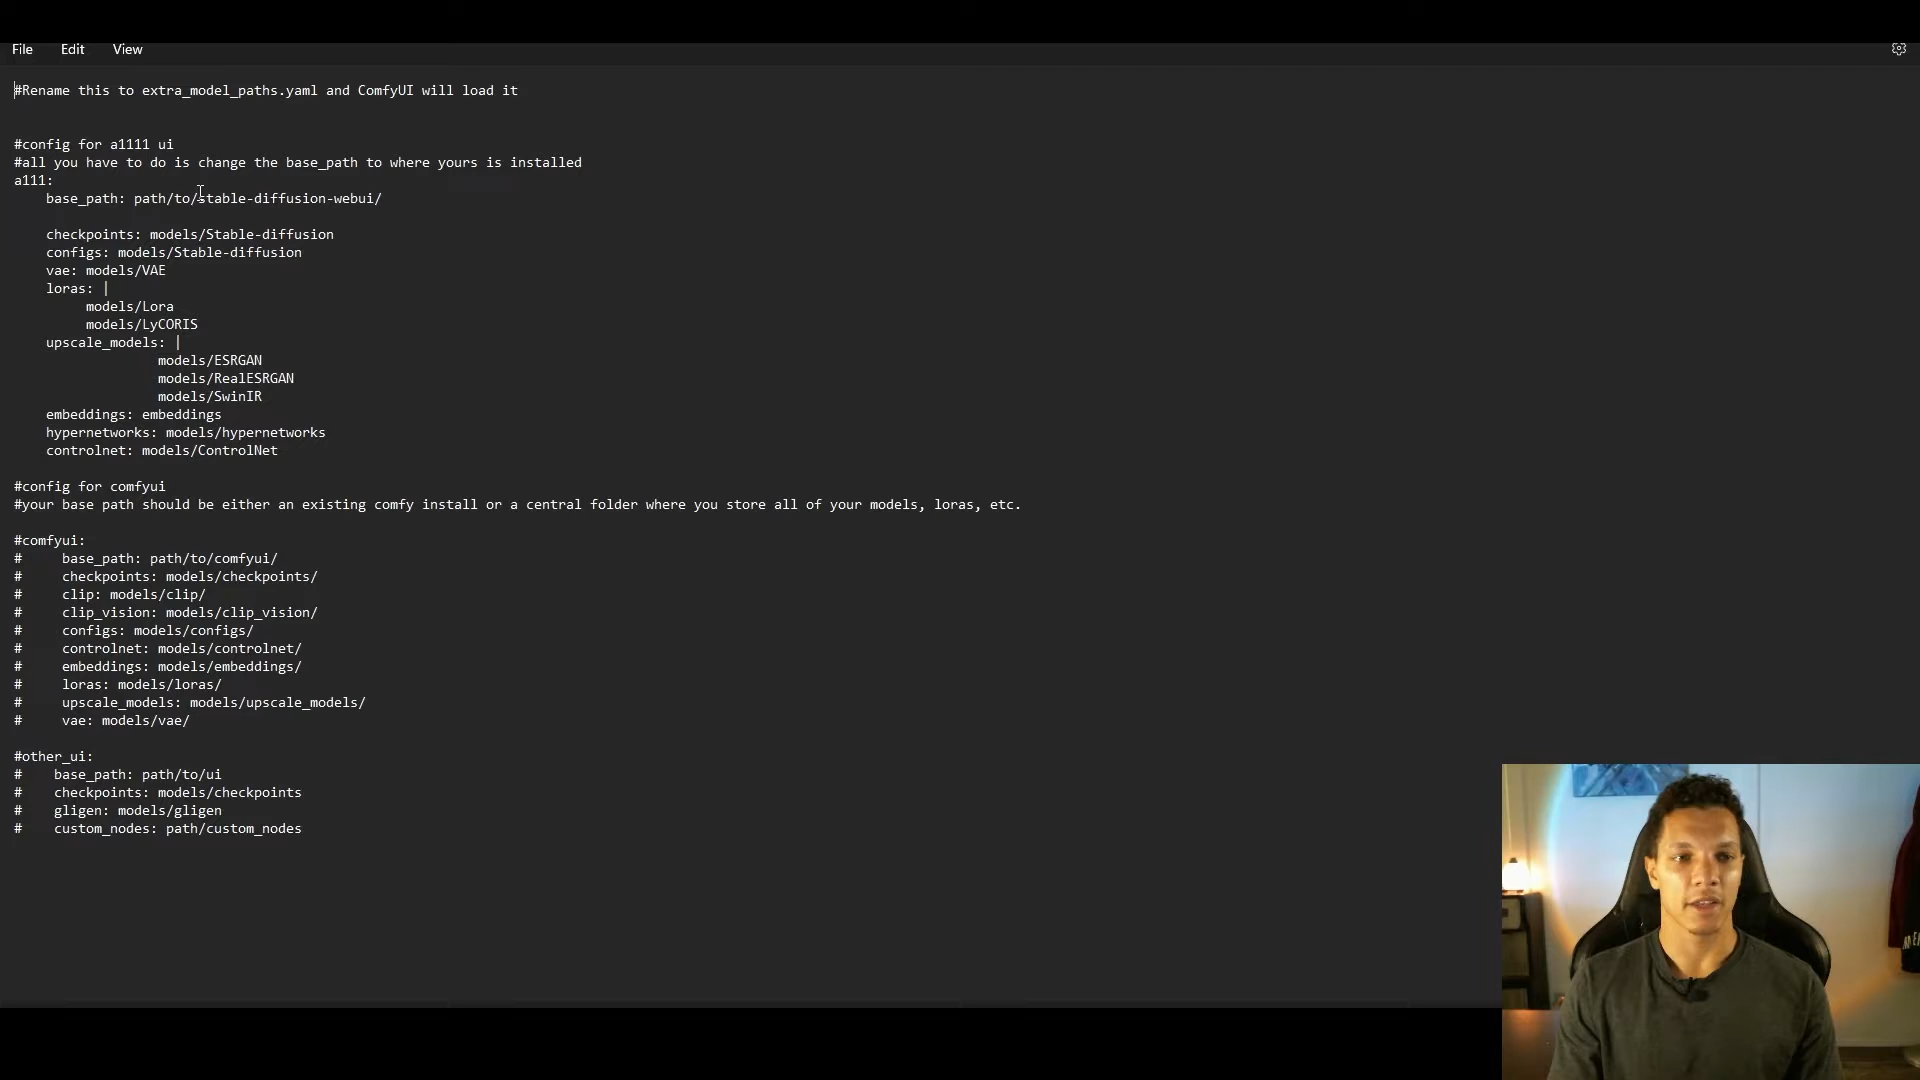 File Edit View
#Rename this to extra_model_paths.yaml and ComfyUI will load it
#config for a1111 ui
#all you have to do is change the base_path to where yours is installed
a111:
    base_path: path/to/stable-diffusion-webui/
    checkpoints: models/Stable-diffusion
    configs: models/Stable-diffusion
    vae: models/VAE
    loras: |
         models/Lora
         models/LyCORIS
    upscale_models: |
                  models/ESRGAN
                  models/RealESRGAN
                  models/SwinIR
    embeddings: embeddings
    hypernetworks: models/hypernetworks
    controlnet: models/ControlNet
#config for comfyui
#your base path should be either an existing comfy install or a central folder where you store all of your models, loras, etc.
#comfyui:
#     base_path: path/to/comfyui/
#     checkpoints: models/checkpoints/
#     clip: models/clip/
#     clip_vision: models/clip_vision/
#     configs: models/configs/
#     controlnet: models/controlnet/
#     embeddings: models/embeddings/
#     loras: models/loras/
#     upscale_models: models/upscale_models/
#     vae: models/vae/
#other_ui:
#    base_path: path/to/ui
#    checkpoints: models/checkpoints
#    gligen: models/gligen
#    custom_nodes: path/custom_nodes